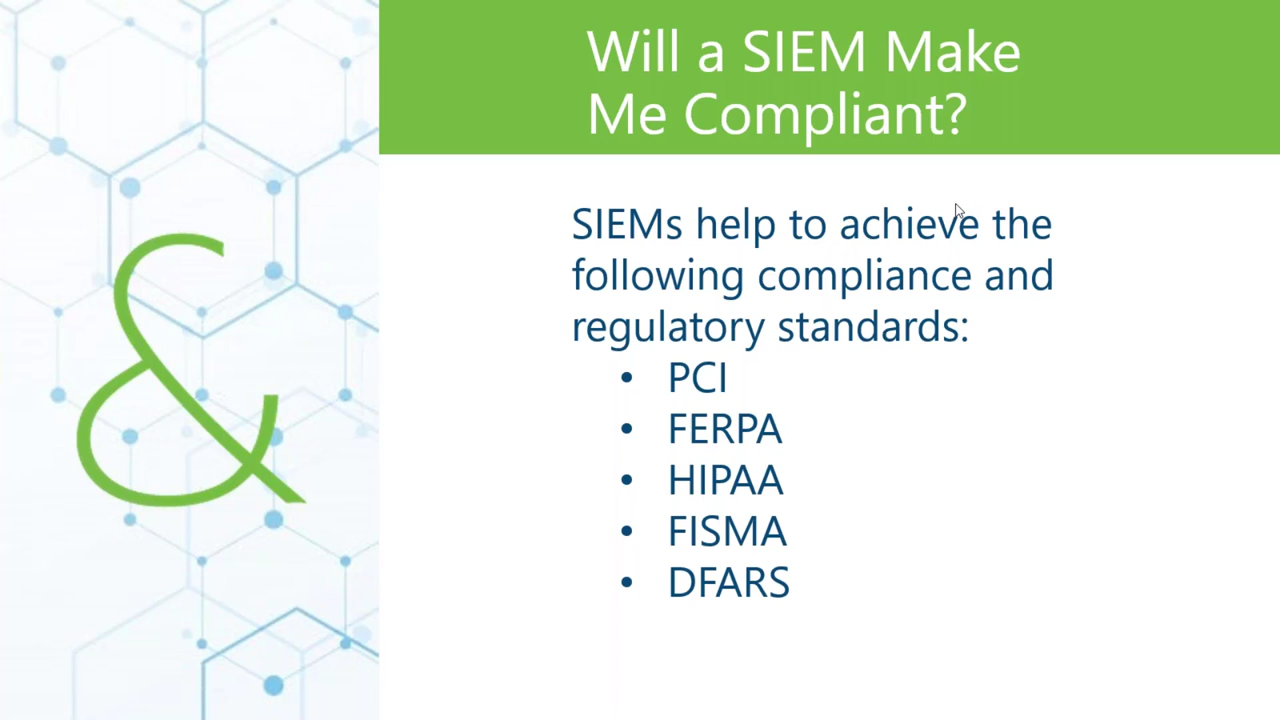 &
Will a SIEM Make
Me Compliant?
SIEMs help to achieve the
following compliance and
regulatory standards:
• PCI
• FERPA
• HIPAA
• FISMA
• DFARS